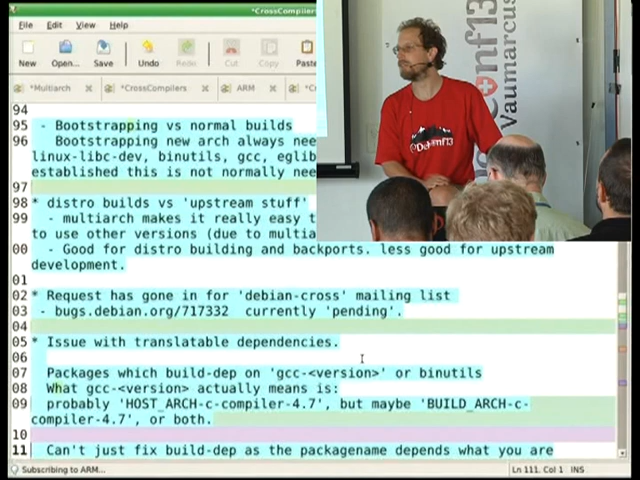 *CrossCompilers
File Edit View Help
New Open... Save Undo Redo Cut Copy Paste
*Multiarch *CrossCompilers ARM
94
95 - Bootstrapping vs normal builds
96 Bootstrapping new arch always nee
linux-libc-dev, binutils, gcc, eglib
established this is not normally nee
97
98 * distro builds vs 'upstream stuff'
99 - multiarch makes it really easy t
to use other versions (due to multia
00 - Good for distro building and backports. less good for upstream
development.
01
02 * Request has gone in for 'debian-cross' mailing list
03 - bugs.debian.org/717332 currently 'pending'.
04
05 * Issue with translatable dependencies.
06
07 Packages which build-dep on 'gcc-<version>' or binutils
08 What gcc-<version> actually means is:
09 probably 'HOST_ARCH-c-compiler-4.7', but maybe 'BUILD_ARCH-c-
compiler-4.7', or both.
10
11 Can't just fix build-dep as the packagename depends what you are
Subscribing to ARM... Ln 111, Col 1 INS
Conf13
Vaumarcus
DebConf13